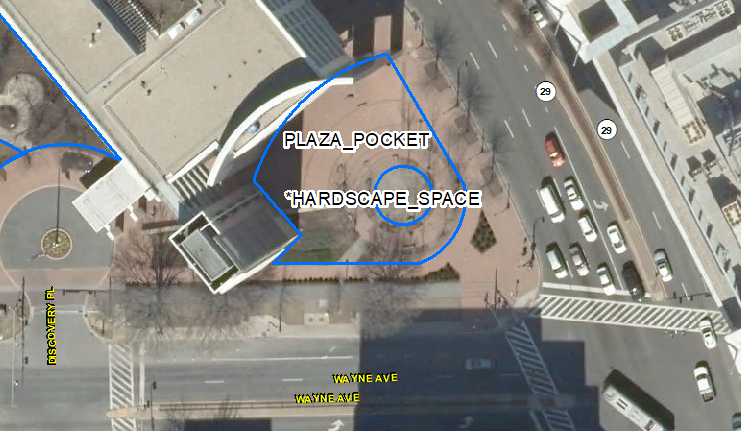 29
29
PLAZA_POCKET
*HARDSCAPE_SPACE
DISCOVERY PL
WAYNE AVE
WAYNE AVE